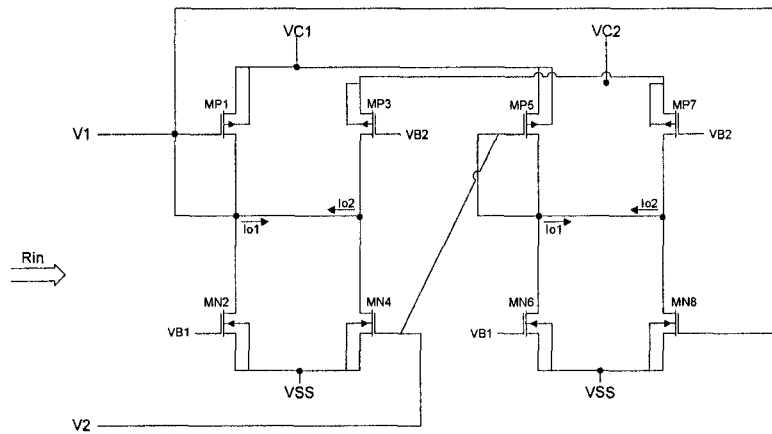 VC1
VC2
MP1
MP3
MP5
MP7
V1
VB2
VB2
Io1
Io2
Io1
Io2
Rin
MN2
MN4
MN6
MN8
VB1
VB1
VSS
VSS
V2